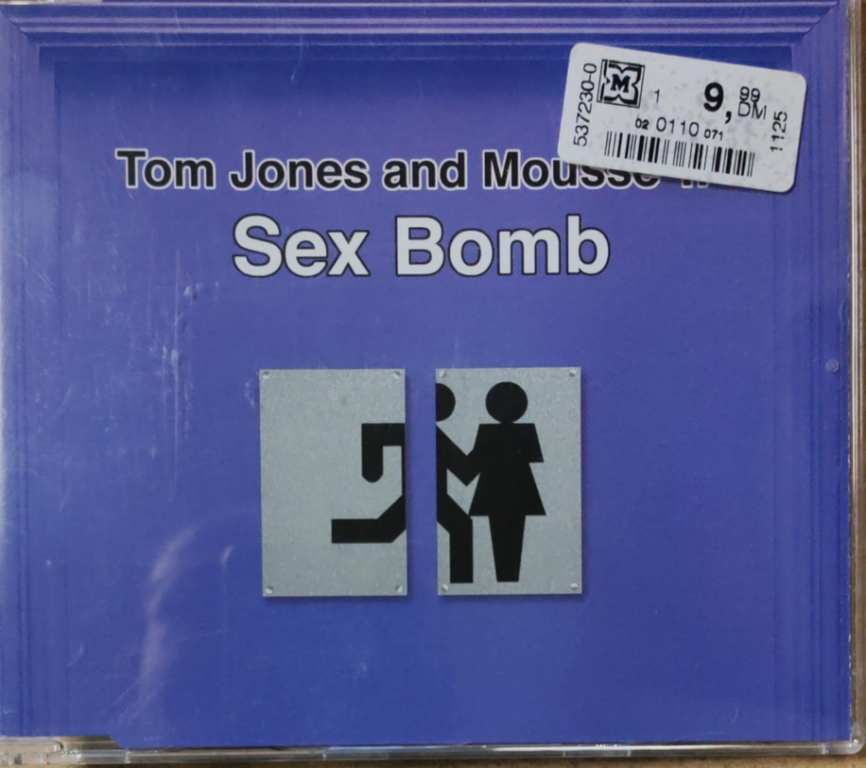 537230-0
M
1
9,99
DM
02 0110 071
1125
Tom Jones and Mousse
Sex Bomb